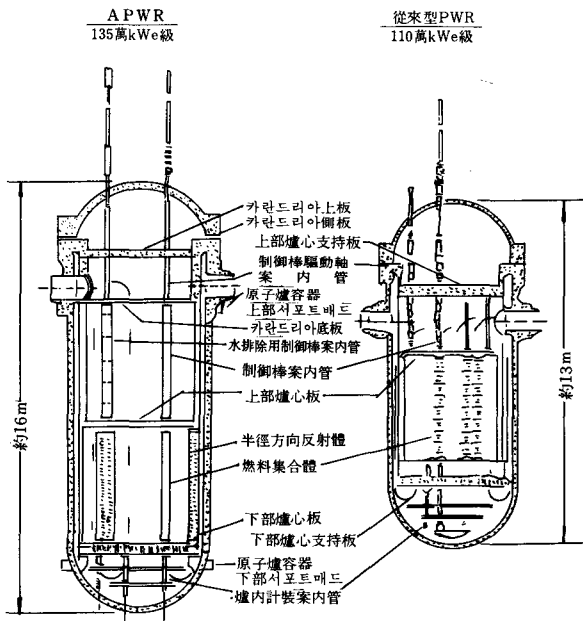 APWR
135萬kWe級
從來型PWR
110萬kWe級
카란드리아上板
카란드리아側板
上部爐心支持板
制御棒驅動軸
案內管
原子爐容器
上部서포트매드
카란드리아底板
水排除用制御棒案內管
制御棒案內管
上部爐心板
半徑方向反射體
燃料集合體
下部爐心板
下部爐心支持板
原子爐容器
下部서포트매드
爐內計裝案內管
約16m
約13m